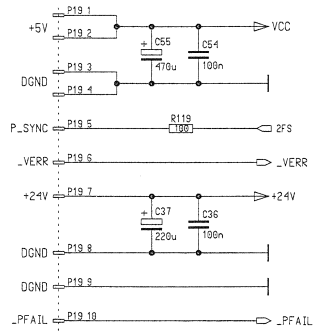 P19 1
+5V
P19 2
VCC
+ C55
470u
C54
100n
P19 3
DGND
P19 4
P_SYNC P19 5
R119
100
2FS
_VERR P19 6 _VERR
+24V P19 7 +24V
+ C37
220u
C36
100n
DGND P19 8
DGND P19 9
_PFAIL P19 10 _PFAIL